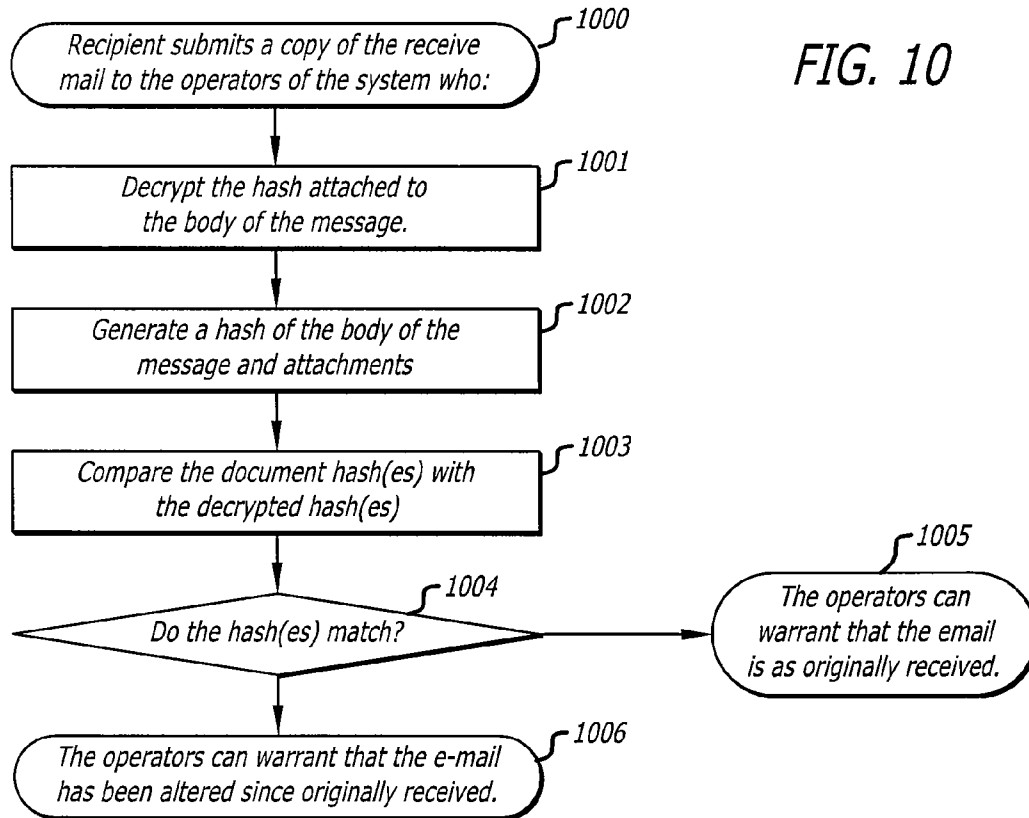 FIG. 10
1000
Recipient submits a copy of the receive
mail to the operators of the system who:
1001
Decrypt the hash attached to
the body of the message.
1002
Generate a hash of the body of the
message and attachments
1003
Compare the document hash(es) with
the decrypted hash(es)
1004
Do the hash(es) match?
1005
The operators can
warrant that the email
is as originally received.
1006
The operators can warrant that the e-mail
has been altered since originally received.